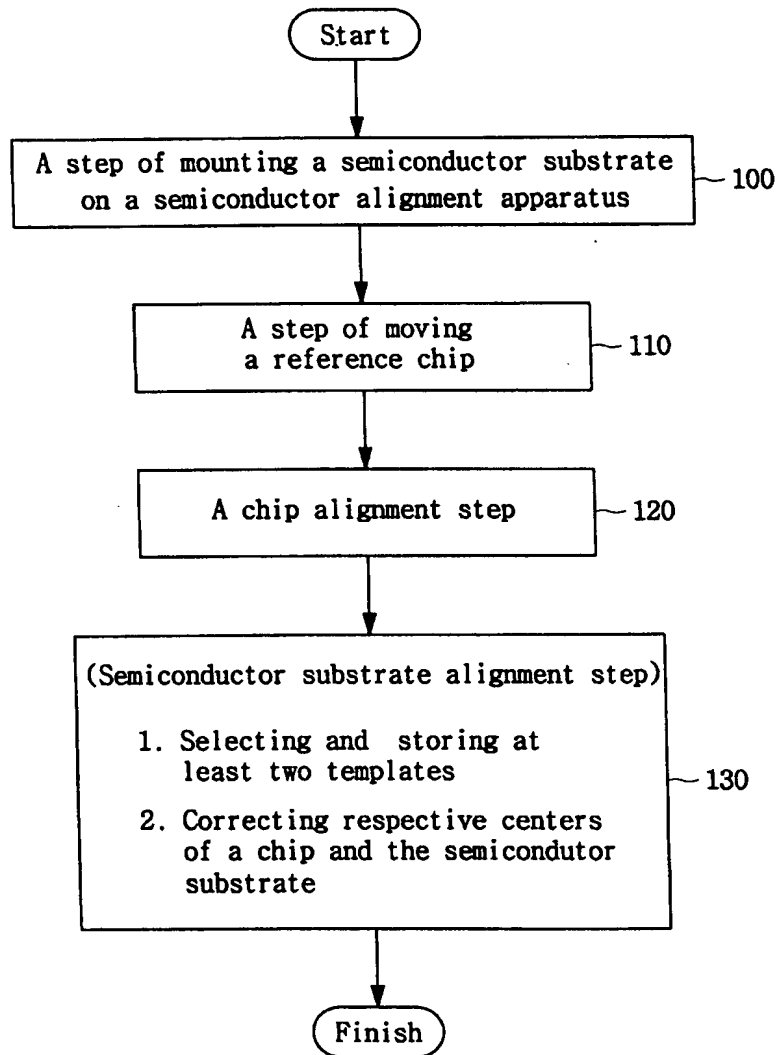 Start
A step of mounting a semiconductor substrate
on a semiconductor alignment apparatus
100
A step of moving
a reference chip
110
A chip alignment step
120
(Semiconductor substrate alignment step)
1. Selecting and storing at
least two templates
130
2. Correcting respective centers
of a chip and the semicondutor
substrate
Finish